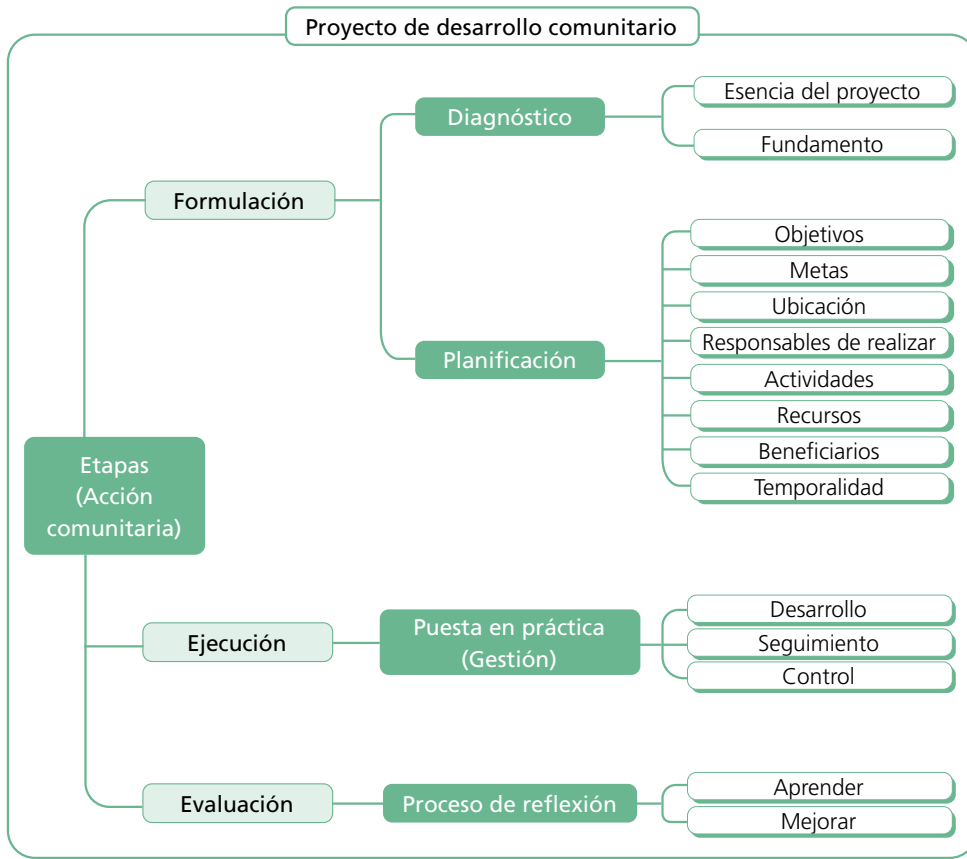 Proyecto de desarrollo comunitario
Etapas
(Acción
comunitaria)
Formulación
Diagnóstico
Esencia del proyecto
Fundamento
Planificación
Objetivos
Metas
Ubicación
Responsables de realizar
Actividades
Recursos
Beneficiarios
Temporalidad
Ejecución
Puesta en práctica
(Gestión)
Desarrollo
Seguimiento
Control
Evaluación
Proceso de reflexión
Aprender
Mejorar